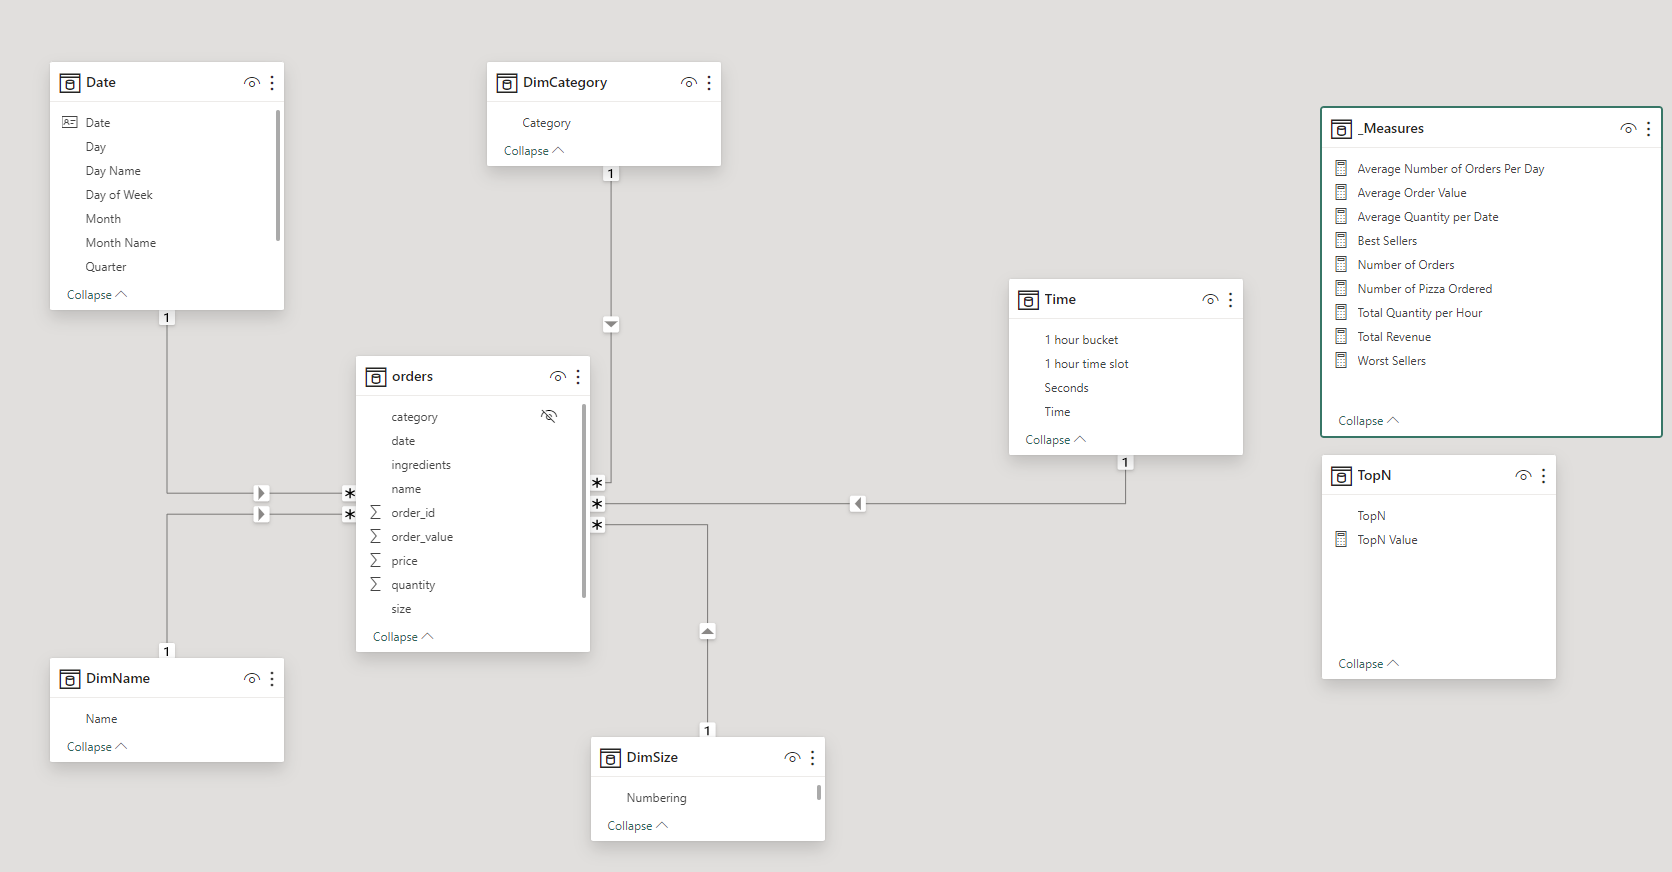 Date
Date
Day
Day Name
Day of Week
Month
Month Name
Quarter
Collapse
1
DimCategory
Category
Collapse
1
orders
category
date
ingredients
name
order_id
order_value
price
quantity
size
Collapse
*
*
*
*
*
Time
1 hour bucket
1 hour time slot
Seconds
Time
Collapse
1
_Measures
Average Number of Orders Per Day
Average Order Value
Average Quantity per Date
Best Sellers
Number of Orders
Number of Pizza Ordered
Total Quantity per Hour
Total Revenue
Worst Sellers
Collapse
TopN
TopN
TopN Value
Collapse
1
DimName
Name
Collapse
1
DimSize
Numbering
Collapse